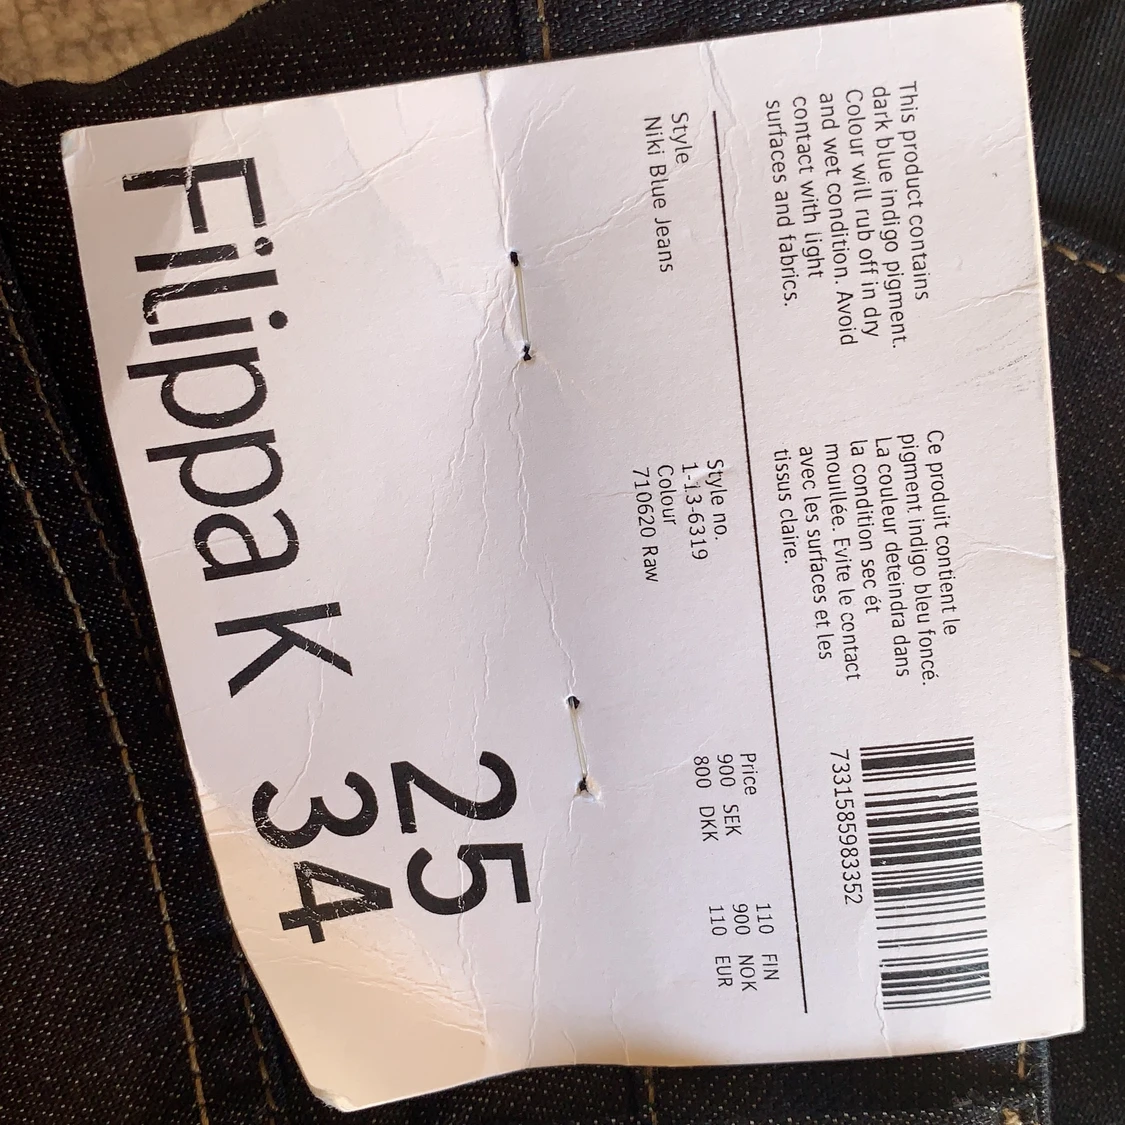 This product contains
dark blue indigo pigment.
Colour will rub off in dry
and wet condition. Avoid
contact with light
surfaces and fabrics.
Ce produit contient le
pigment indigo bleu foncé.
La couleur deteindra dans
la condition sec ét
mouillée. Evite le contact
avec les surfaces et les
tissus claire.
7331585983352
Style
Niki Blue Jeans
Style no.
1-13-6319
Colour
710620 Raw
Price
900 SEK
800 DKK
110 FIN
900 NOK
110 EUR
25
34
Filippa K